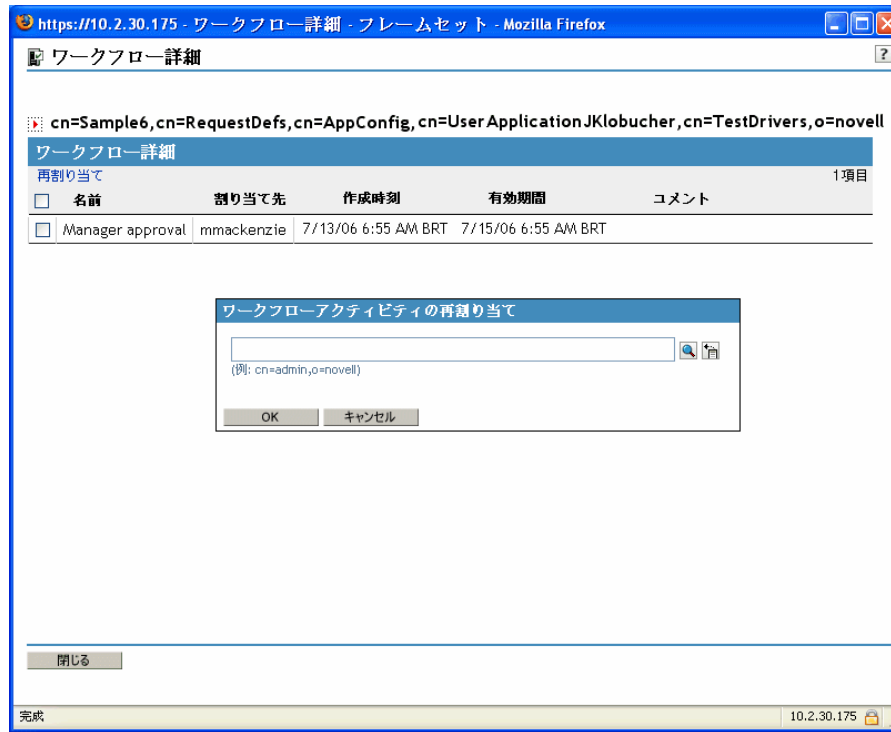 https://10.2.30.175 - ワークフロー詳細 - フレームセット - Mozilla Firefox
ワークフロー詳細
?
cn=Sample6,cn=RequestDefs,cn=AppConfig,cn=UserApplicationJKlobucher,cn=TestDrivers,o=novell
ワークフロー詳細
再割り当て 1項目
名前 割り当て先 作成時刻 有効期間 コメント
Manager approval mmackenzie 7/13/06 6:55 AM BRT 7/15/06 6:55 AM BRT
ワークフローアクティビティの再割り当て
(例: cn=admin,o=novell)
OK キャンセル
閉じる
完成 10.2.30.175